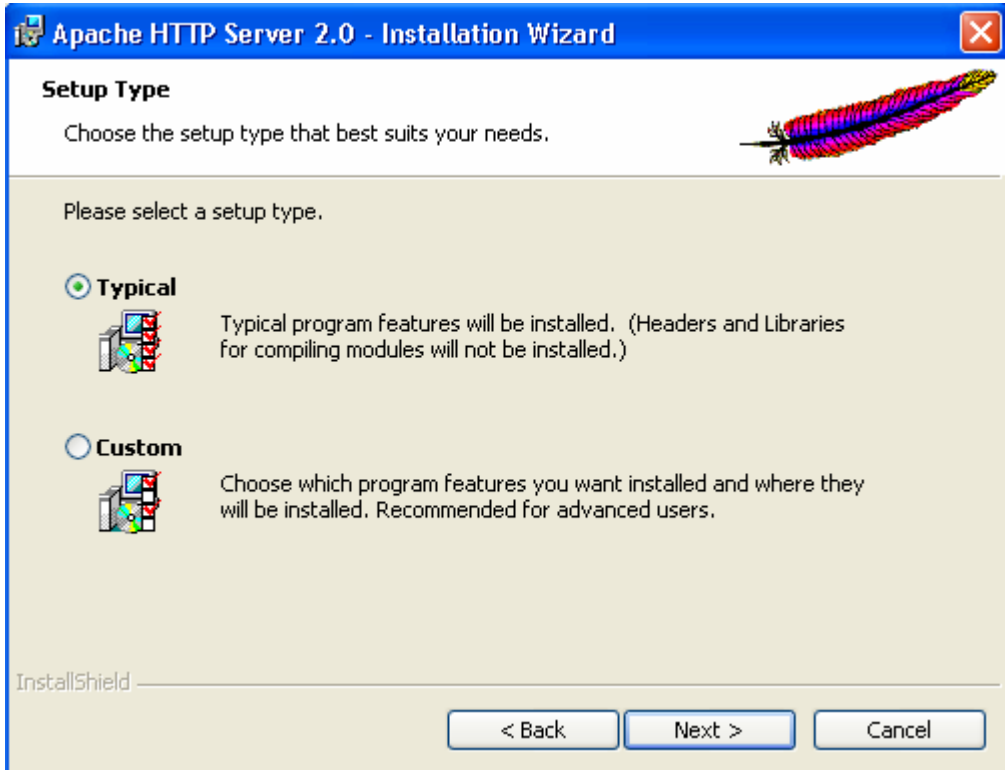 Apache HTTP Server 2.0 - Installation Wizard
Setup Type
Choose the setup type that best suits your needs.
Please select a setup type.
Typical
Typical program features will be installed.  (Headers and Libraries
for compiling modules will not be installed.)
Custom
Choose which program features you want installed and where they
will be installed. Recommended for advanced users.
InstallShield
< Back
Next >
Cancel